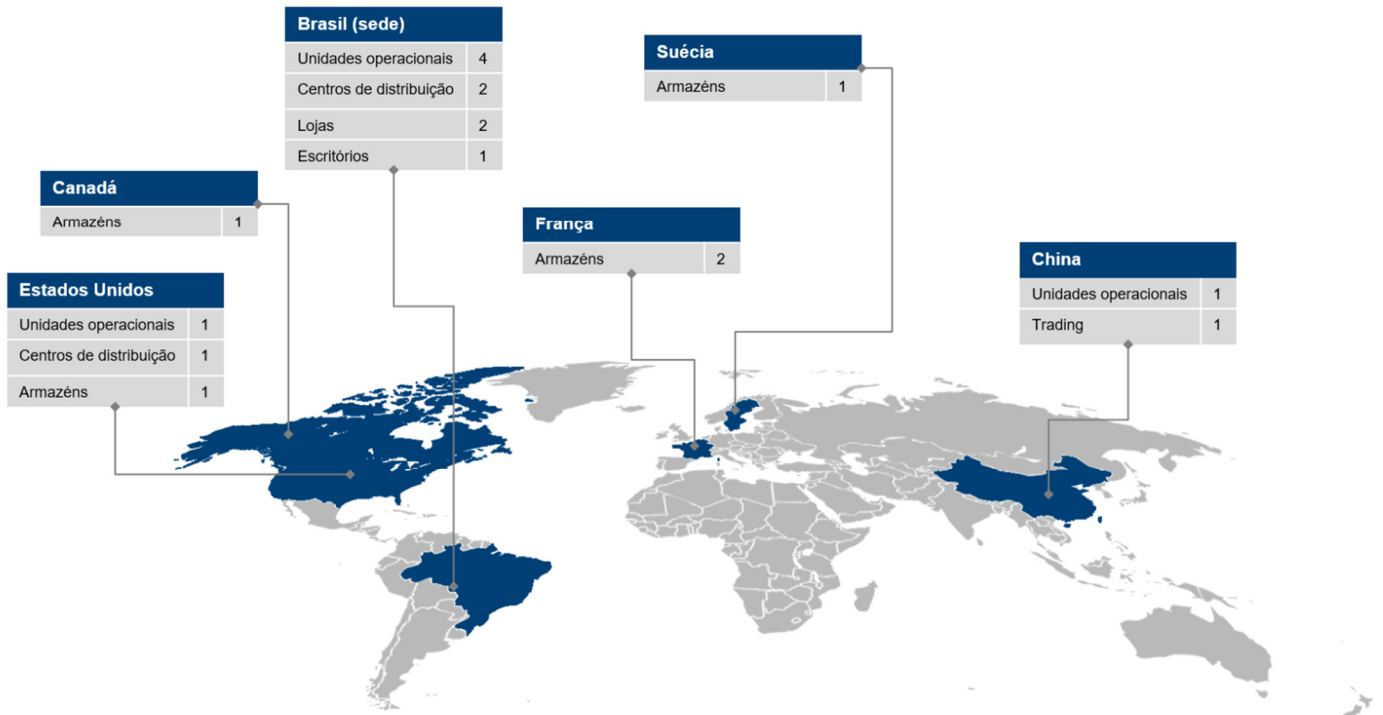 Brasil (sede)
Unidades operacionais 4
Centros de distribuição 2
Lojas 2
Escritórios 1
Suécia
Armazéns 1
Canadá
Armazéns 1
França
Armazéns 2
China
Unidades operacionais 1
Trading 1
Estados Unidos
Unidades operacionais 1
Centros de distribuição 1
Armazéns 1